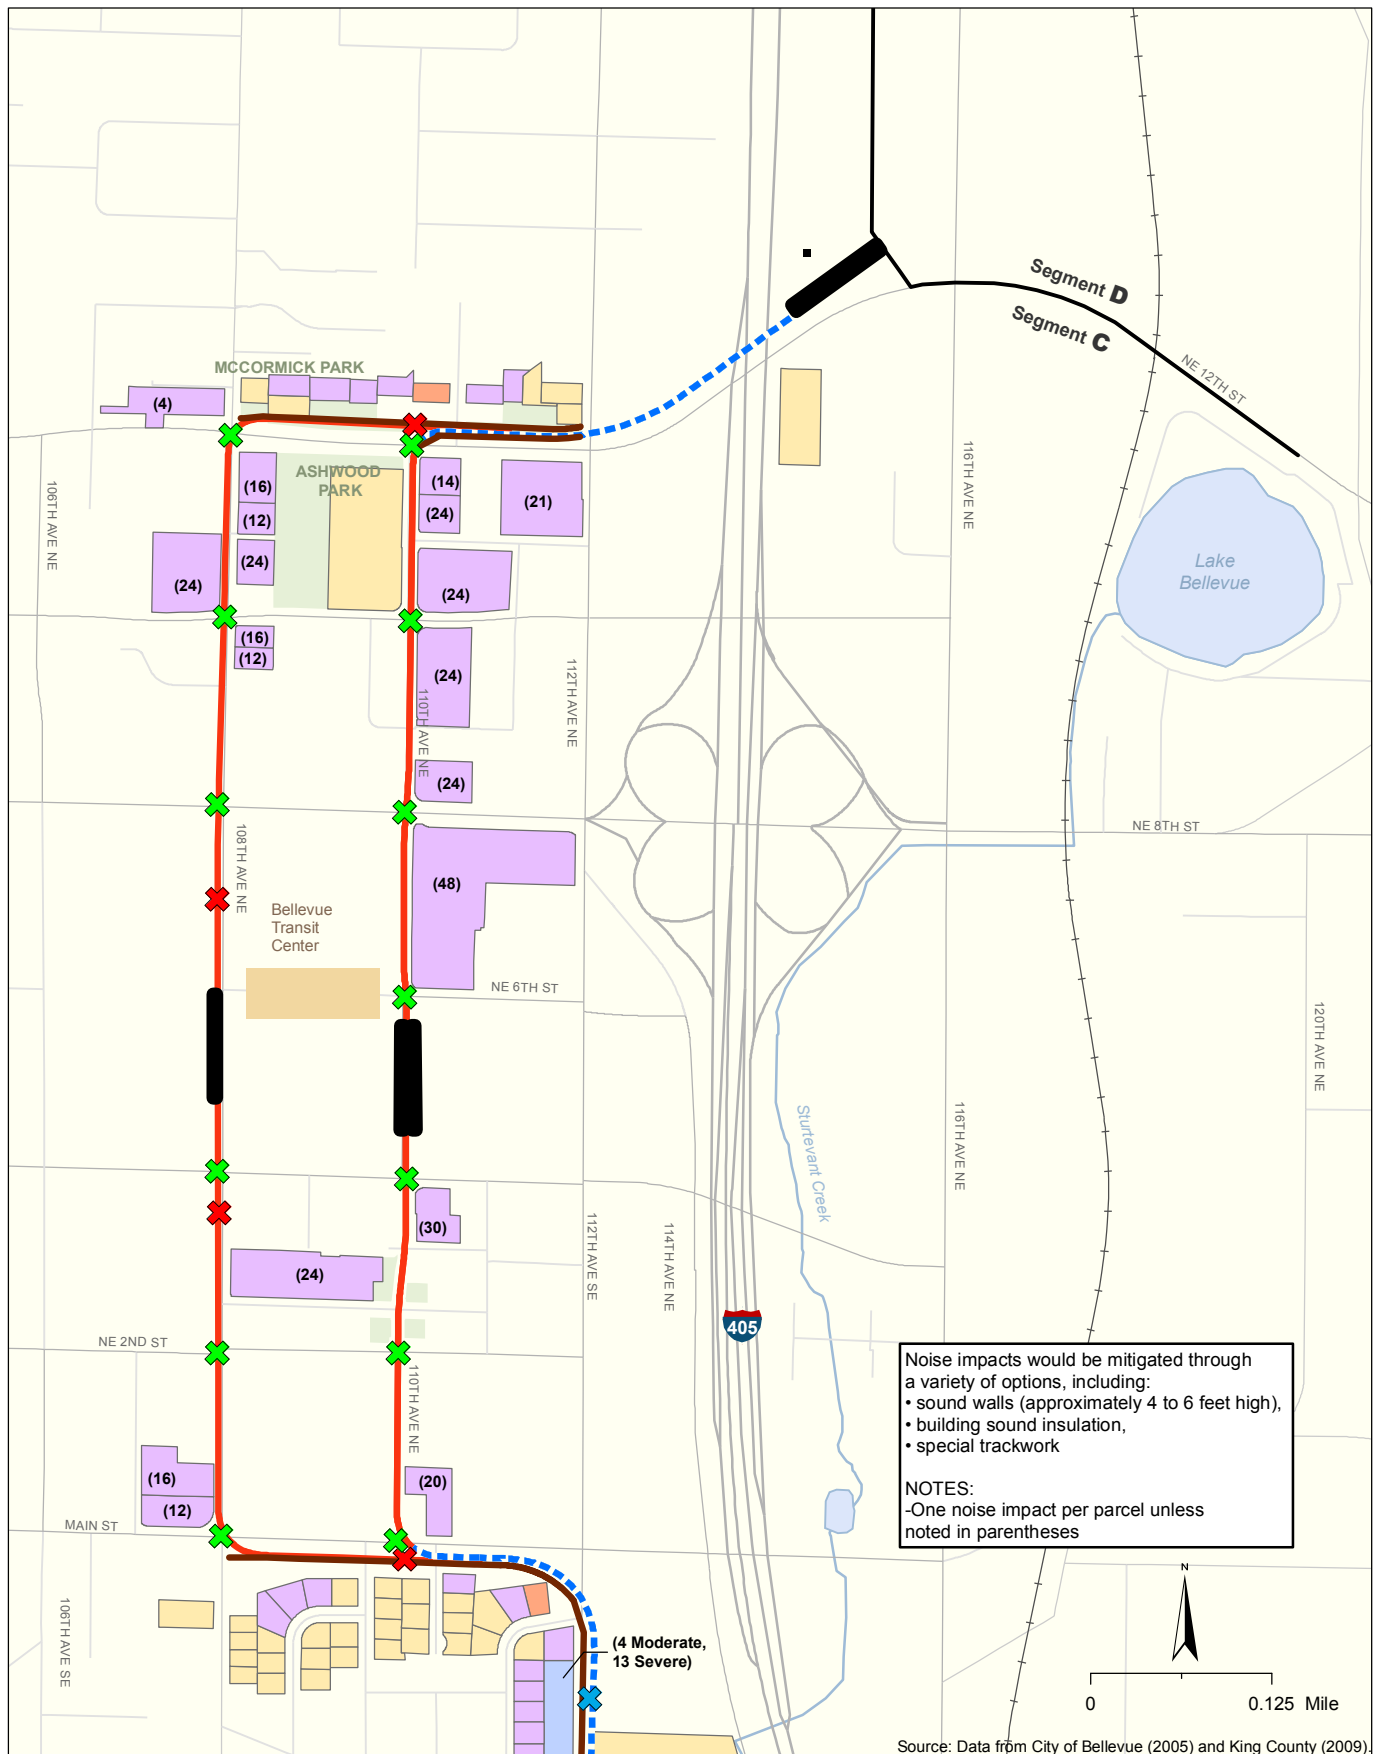 Segment D
Segment C
NE 12TH ST
MCCORMICK PARK
(4)
ASHWOOD
PARK
(16)
(12)
(24)
(24)
(14)
(24)
(21)
(24)
106TH AVE NE
116TH AVE NE
Lake
Bellevue
(16)
(12)
(24)
110TH AVE NE
112TH AVE NE
(24)
NE 8TH ST
108TH AVE NE
(48)
Bellevue
Transit
Center
NE 6TH ST
120TH AVE NE
Sturtevant Creek
116TH AVE NE
(30)
112TH AVE SE
114TH AVE NE
(24)
405
NE 2ND ST
110TH AVE NE
Noise impacts would be mitigated through
a variety of options, including:
• sound walls (approximately 4 to 6 feet high),
• building sound insulation,
• special trackwork
NOTES:
-One noise impact per parcel unless
noted in parentheses
(16)
(12)
(20)
MAIN ST
106TH AVE SE
(4 Moderate,
13 Severe)
N
0 0.125 Mile
Source: Data from City of Bellevue (2005) and King County (2009).